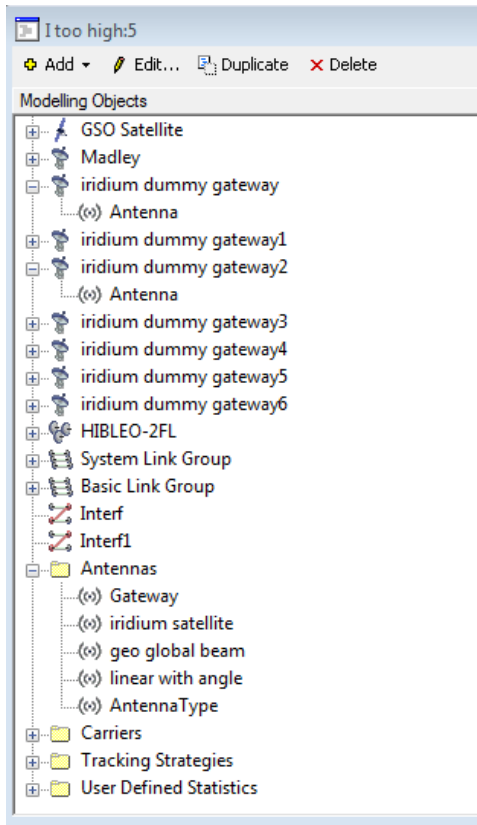 I too high:5
Add Edit... Duplicate Delete
Modelling Objects
GSO Satellite
Madley
iridium dummy gateway
Antenna
iridium dummy gateway1
iridium dummy gateway2
Antenna
iridium dummy gateway3
iridium dummy gateway4
iridium dummy gateway5
iridium dummy gateway6
HIBLEO-2FL
System Link Group
Basic Link Group
Interf
Interf1
Antennas
Gateway
iridium satellite
geo global beam
linear with angle
AntennaType
Carriers
Tracking Strategies
User Defined Statistics